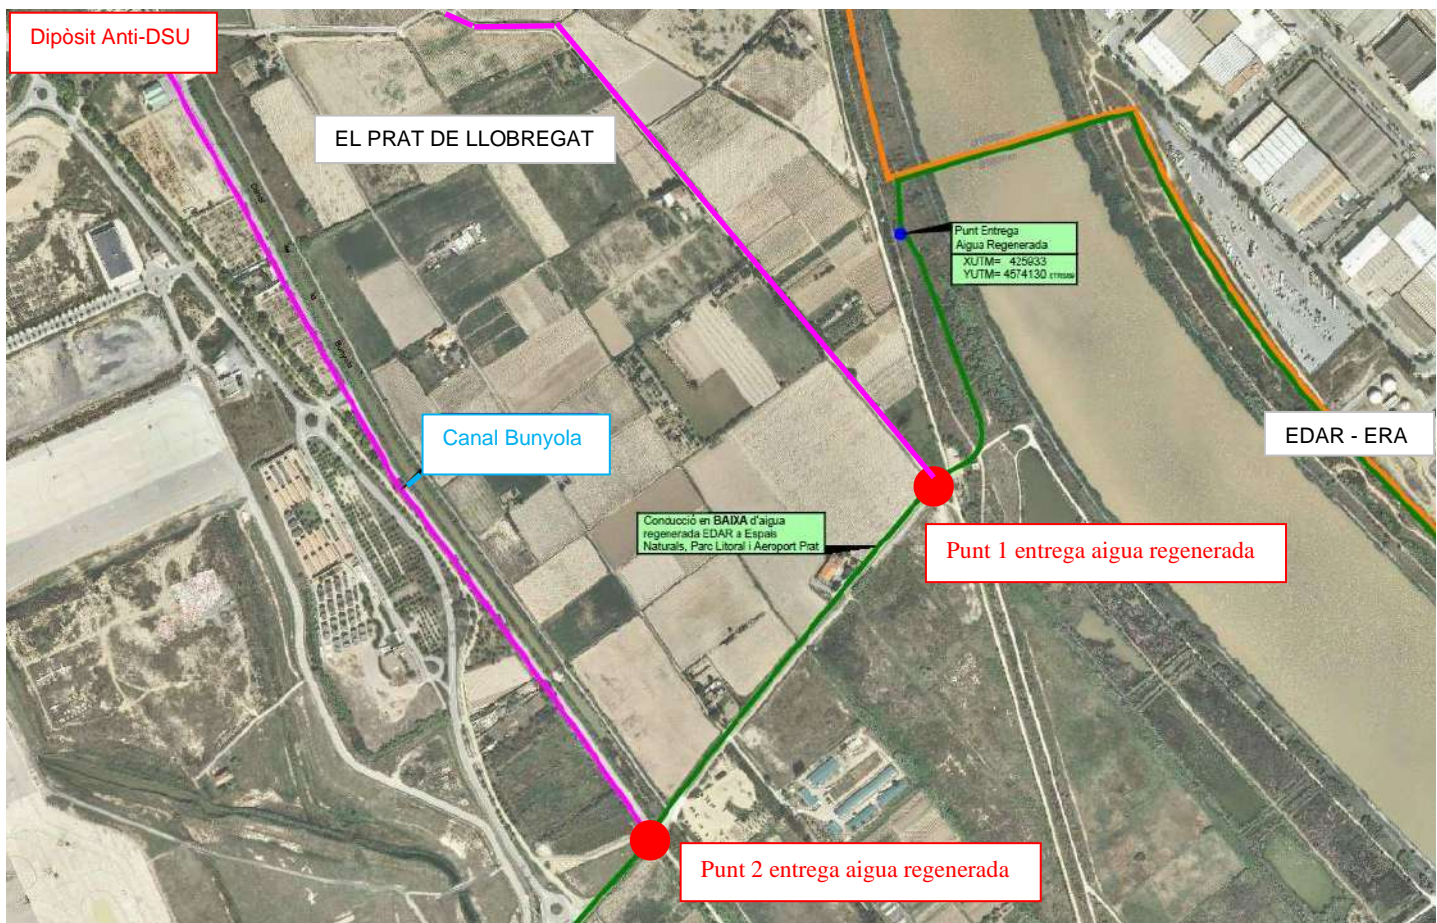 Dipòsit Anti-DSU
EL PRAT DE LLOBREGAT
Punt Entrega
Aigua Regenerada
XUTM= 425933
YUTM= 4574130 ETRS89
Bunyola
Canal Bunyola
EDAR - ERA
Conducció en BAIXA d'aigua
regenerada EDAR a Espais
Naturals, Parc Litoral i Aeroport Prat
Punt 1 entrega aigua regenerada
Punt 2 entrega aigua regenerada